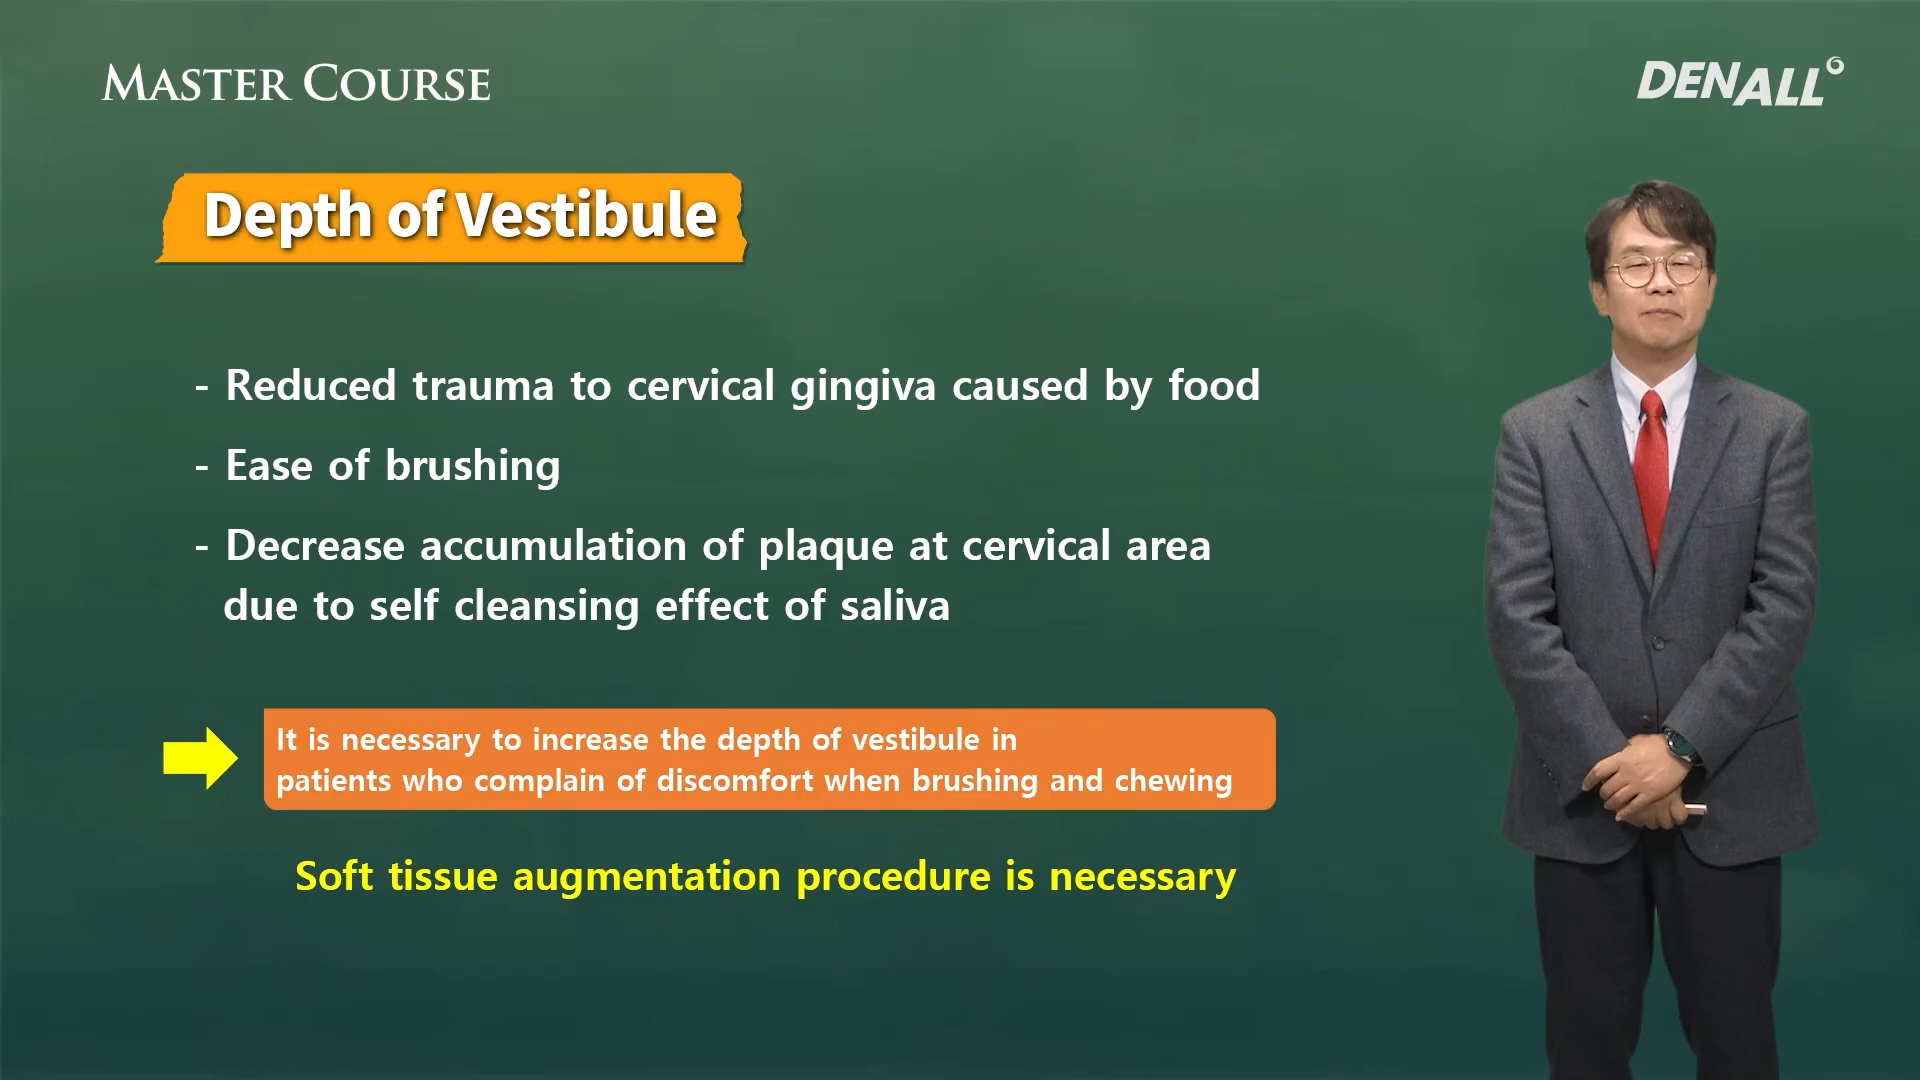 MASTER COURSE
DENALL
Depth of Vestibule
- Reduced trauma to cervical gingiva caused by food
- Ease of brushing
- Decrease accumulation of plaque at cervical area
due to self cleansing effect of saliva
It is necessary to increase the depth of vestibule in
patients who complain of discomfort when brushing and chewing
Soft tissue augmentation procedure is necessary